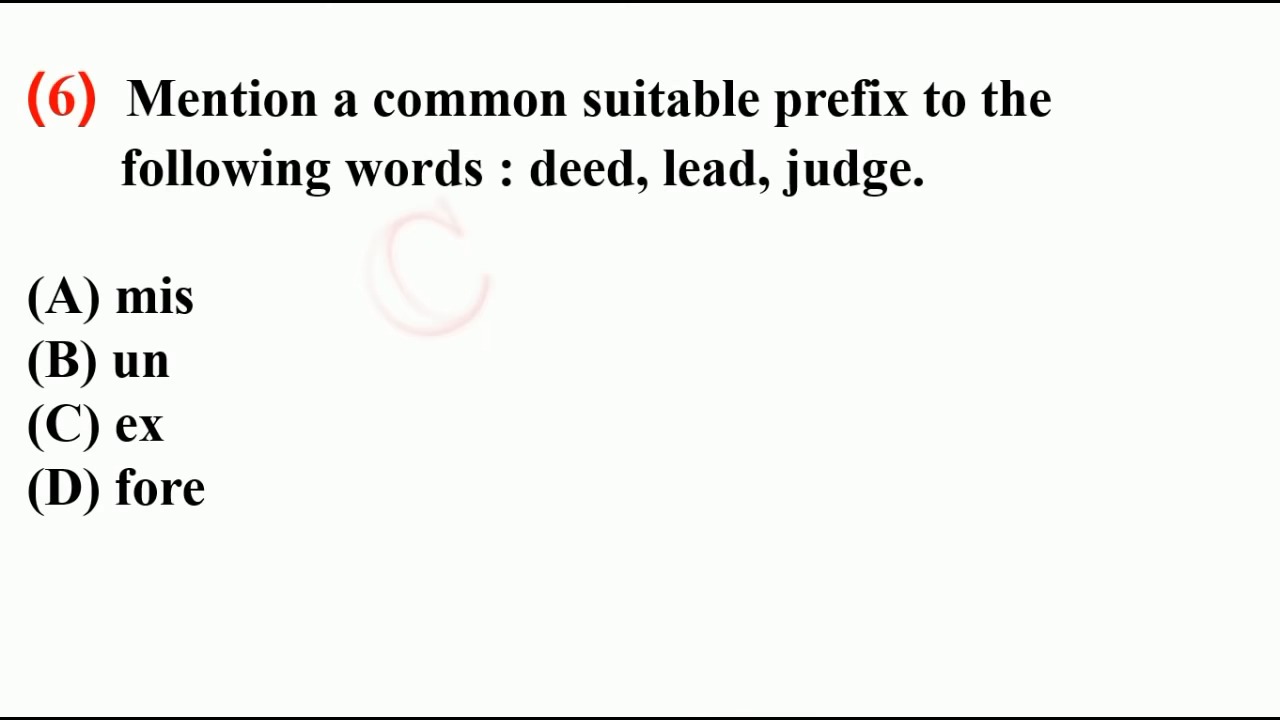 (6) Mention a common suitable prefix to the
following words : deed, lead, judge.
(A) mis
(B) un
(C) ex
(D) fore